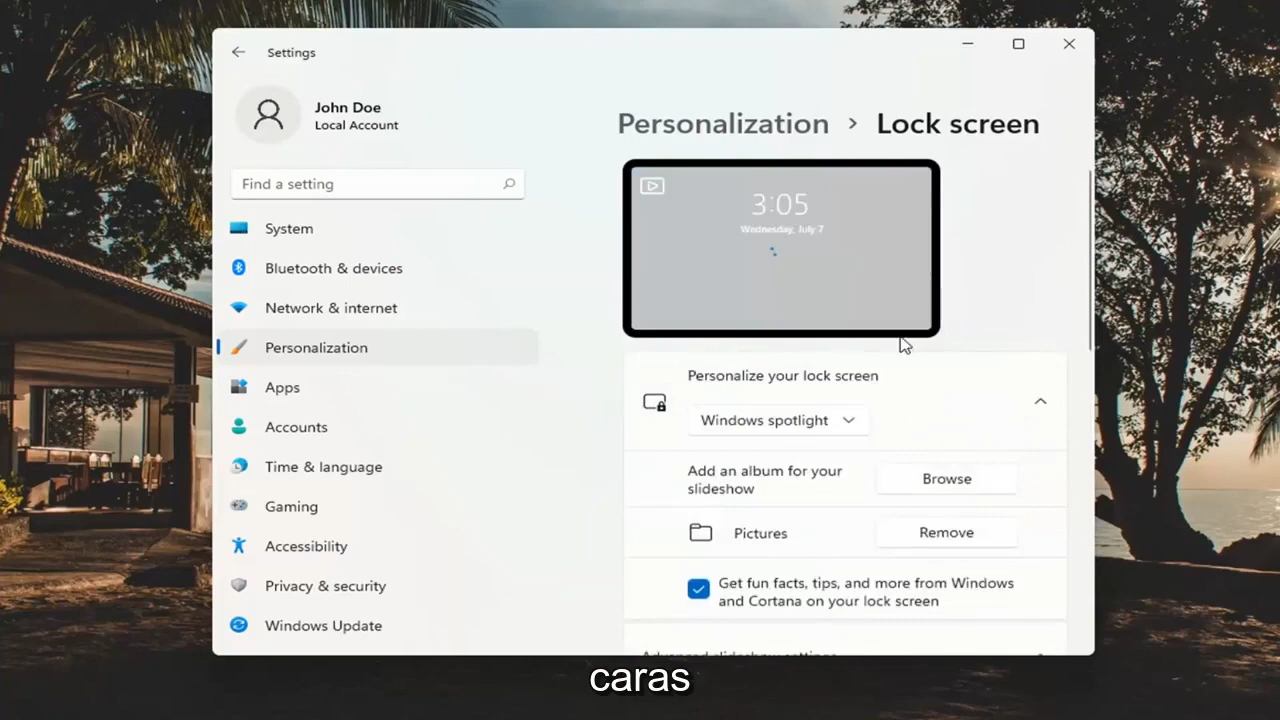 Settings
John Doe
Local Account
Find a setting
System
Bluetooth & devices
Network & internet
Personalization
Apps
Accounts
Time & language
Gaming
Accessibility
Privacy & security
Windows Update
Personalization > Lock screen
3:05
Wednesday, July 7
Personalize your lock screen
Windows spotlight
Add an album for your
slideshow
Browse
Pictures
Remove
Get fun facts, tips, and more from Windows
and Cortana on your lock screen
Advanced slideshow settings
caras